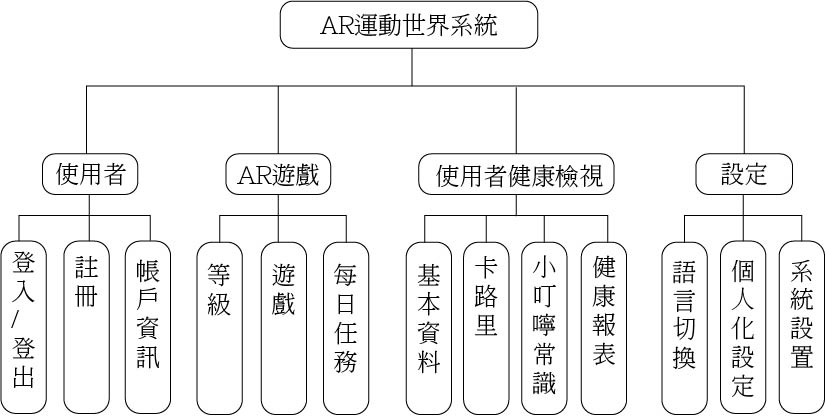 AR運動世界系統
使用者
AR遊戲
使用者健康檢視
設定
登入/登出
註冊
帳戶資訊
等級
遊戲
每日任務
基本資料
卡路里
小叮嚀常識
健康報表
語言切換
個人化設定
系統設置